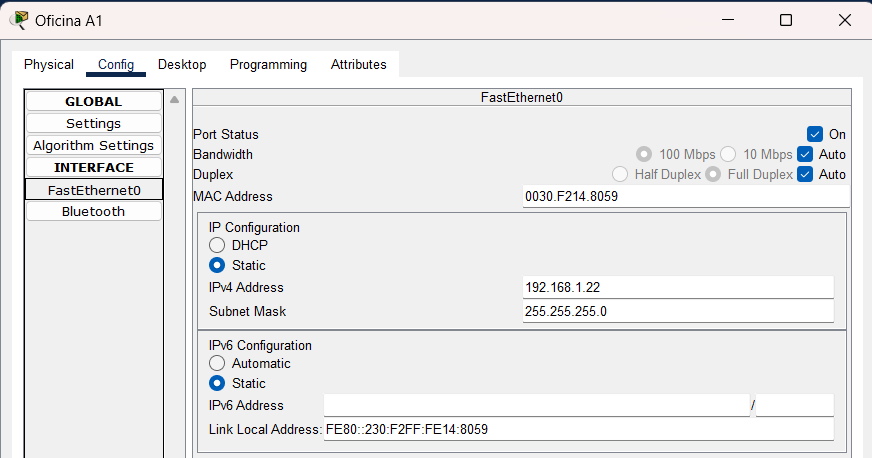 Oficina A1
Physical Config Desktop Programming Attributes
GLOBAL
Settings
Algorithm Settings
INTERFACE
FastEthernet0
Bluetooth
FastEthernet0
Port Status On
Bandwidth 100 Mbps 10 Mbps Auto
Duplex Half Duplex Full Duplex Auto
MAC Address 0030.F214.8059
IP Configuration
DHCP
Static
IPv4 Address 192.168.1.22
Subnet Mask 255.255.255.0
IPv6 Configuration
Automatic
Static
IPv6 Address /
Link Local Address: FE80::230:F2FF:FE14:8059